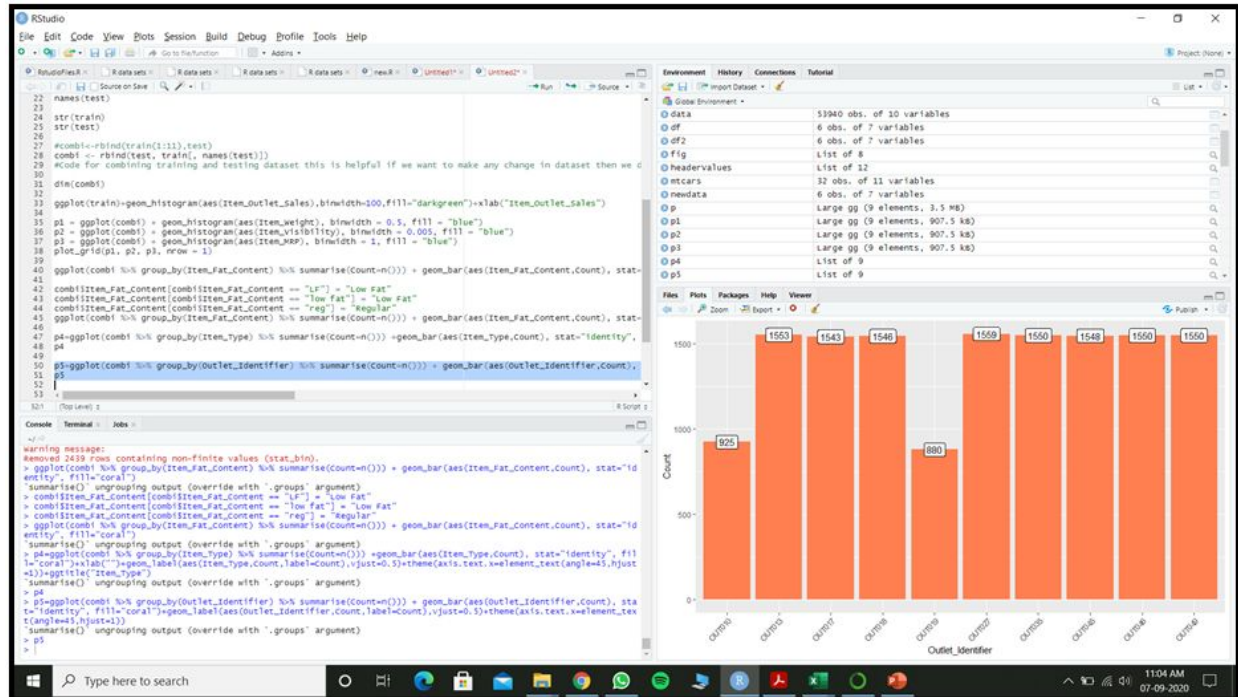 RStudio
File Edit Code View Plots Session Build Debug Profile Tools Help
Go to file/function Addins Project: (None)
RstudioFiles.R R data sets R data sets R data sets R data sets new.R Untitled1* Untitled2*
Source on Save Run Source
22 names(test)
23
24 str(train)
25 str(test)
26
27 #combi<-rbind(train(1:11),test)
28 combi <- rbind(test, train[, names(test)])
29 #Code for combining training and testing dataset this is helpful if we want to make any change in dataset then we d
30
31 dim(combi)
32
33 ggplot(train)+geom_histogram(aes(Item_Outlet_Sales),binwidth=100,fill="darkgreen")+xlab("Item_Outlet_Sales")
34
35 p1 = ggplot(combi) + geom_histogram(aes(Item_Weight), binwidth = 0.5, fill = "blue")
36 p2 = ggplot(combi) + geom_histogram(aes(Item_Visibility), binwidth = 0.005, fill = "blue")
37 p3 = ggplot(combi) + geom_histogram(aes(Item_MRP), binwidth = 1, fill = "blue")
38 plot_grid(p1, p2, p3, nrow = 1)
39
40 ggplot(combi %>% group_by(Item_Fat_Content) %>% summarise(Count=n())) + geom_bar(aes(Item_Fat_Content,Count), stat=
41
42 combi$Item_Fat_Content[combi$Item_Fat_Content == "LF"] = "Low Fat"
43 combi$Item_Fat_Content[combi$Item_Fat_Content == "low fat"] = "Low Fat"
44 combi$Item_Fat_Content[combi$Item_Fat_Content == "reg"] = "Regular"
45 ggplot(combi %>% group_by(Item_Fat_Content) %>% summarise(Count=n())) + geom_bar(aes(Item_Fat_Content,Count), stat=
46
47 p4=ggplot(combi %>% group_by(Item_Type) %>% summarise(Count=n())) +geom_bar(aes(Item_Type,Count), stat="identity",
48 p4
49
50 p5=ggplot(combi %>% group_by(Outlet_Identifier) %>% summarise(Count=n())) + geom_bar(aes(Outlet_Identifier,Count),
51 p5
52
53
52:1 (Top Level) R Script
Console Terminal Jobs
~/
Warning message:
Removed 2439 rows containing non-finite values (stat_bin).
> ggplot(combi %>% group_by(Item_Fat_Content) %>% summarise(Count=n())) + geom_bar(aes(Item_Fat_Content,Count), stat="id
entity", fill="coral")
`summarise()` ungrouping output (override with `.groups` argument)
> combi$Item_Fat_Content[combi$Item_Fat_Content == "LF"] = "Low Fat"
> combi$Item_Fat_Content[combi$Item_Fat_Content == "low fat"] = "Low Fat"
> combi$Item_Fat_Content[combi$Item_Fat_Content == "reg"] = "Regular"
> ggplot(combi %>% group_by(Item_Fat_Content) %>% summarise(Count=n())) + geom_bar(aes(Item_Fat_Content,Count), stat="id
entity", fill="coral")
`summarise()` ungrouping output (override with `.groups` argument)
> p4=ggplot(combi %>% group_by(Item_Type) %>% summarise(Count=n())) +geom_bar(aes(Item_Type,Count), stat="identity", fil
l="coral")+xlab("")+geom_label(aes(Item_Type,Count,label=Count),vjust=0.5)+theme(axis.text.x=element_text(angle=45,hjust
=1))+ggtitle("Item_Type")
`summarise()` ungrouping output (override with `.groups` argument)
> p4
> p5=ggplot(combi %>% group_by(Outlet_Identifier) %>% summarise(Count=n())) + geom_bar(aes(Outlet_Identifier,Count), sta
t="identity", fill="coral")+geom_label(aes(Outlet_Identifier,Count,label=Count),vjust=0.5)+theme(axis.text.x=element_tex
t(angle=45,hjust=1))
`summarise()` ungrouping output (override with `.groups` argument)
> p5
>
Environment History Connections Tutorial
Import Dataset List
Global Environment
data 53940 obs. of 10 variables
df 6 obs. of 7 variables
df2 6 obs. of 7 variables
fig List of 8
headervalues List of 12
mtcars 32 obs. of 11 variables
newdata 6 obs. of 7 variables
p Large gg (9 elements, 3.5 MB)
p1 Large gg (9 elements, 907.5 kB)
p2 Large gg (9 elements, 907.5 kB)
p3 Large gg (9 elements, 907.5 kB)
p4 List of 9
p5 List of 9
Files Plots Packages Help Viewer
Zoom Export Publish
1500
1000
500
0
Count
925 1553 1543 1546 880 1559 1550 1548 1550 1550
OUT010 OUT013 OUT017 OUT018 OUT019 OUT027 OUT035 OUT045 OUT046 OUT049
Outlet_Identifier
Type here to search
11:04 AM
07-09-2020